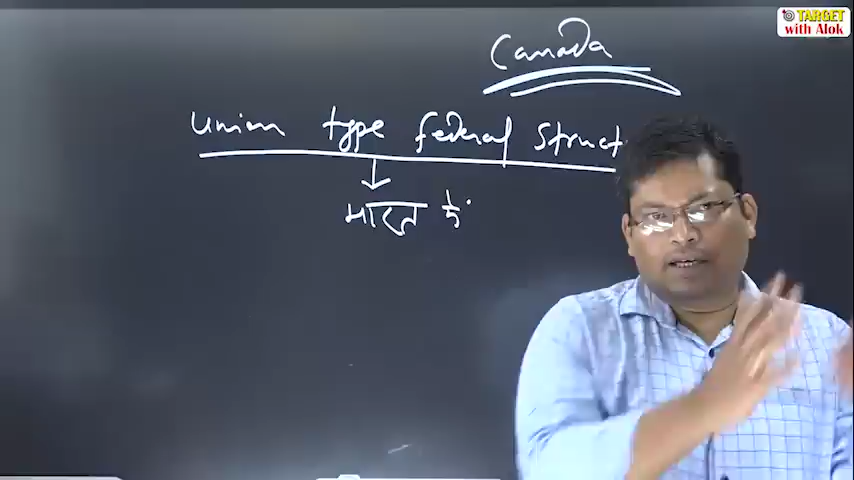 TARGET
with Alok
Canada
Union type federal Struct
भारत में